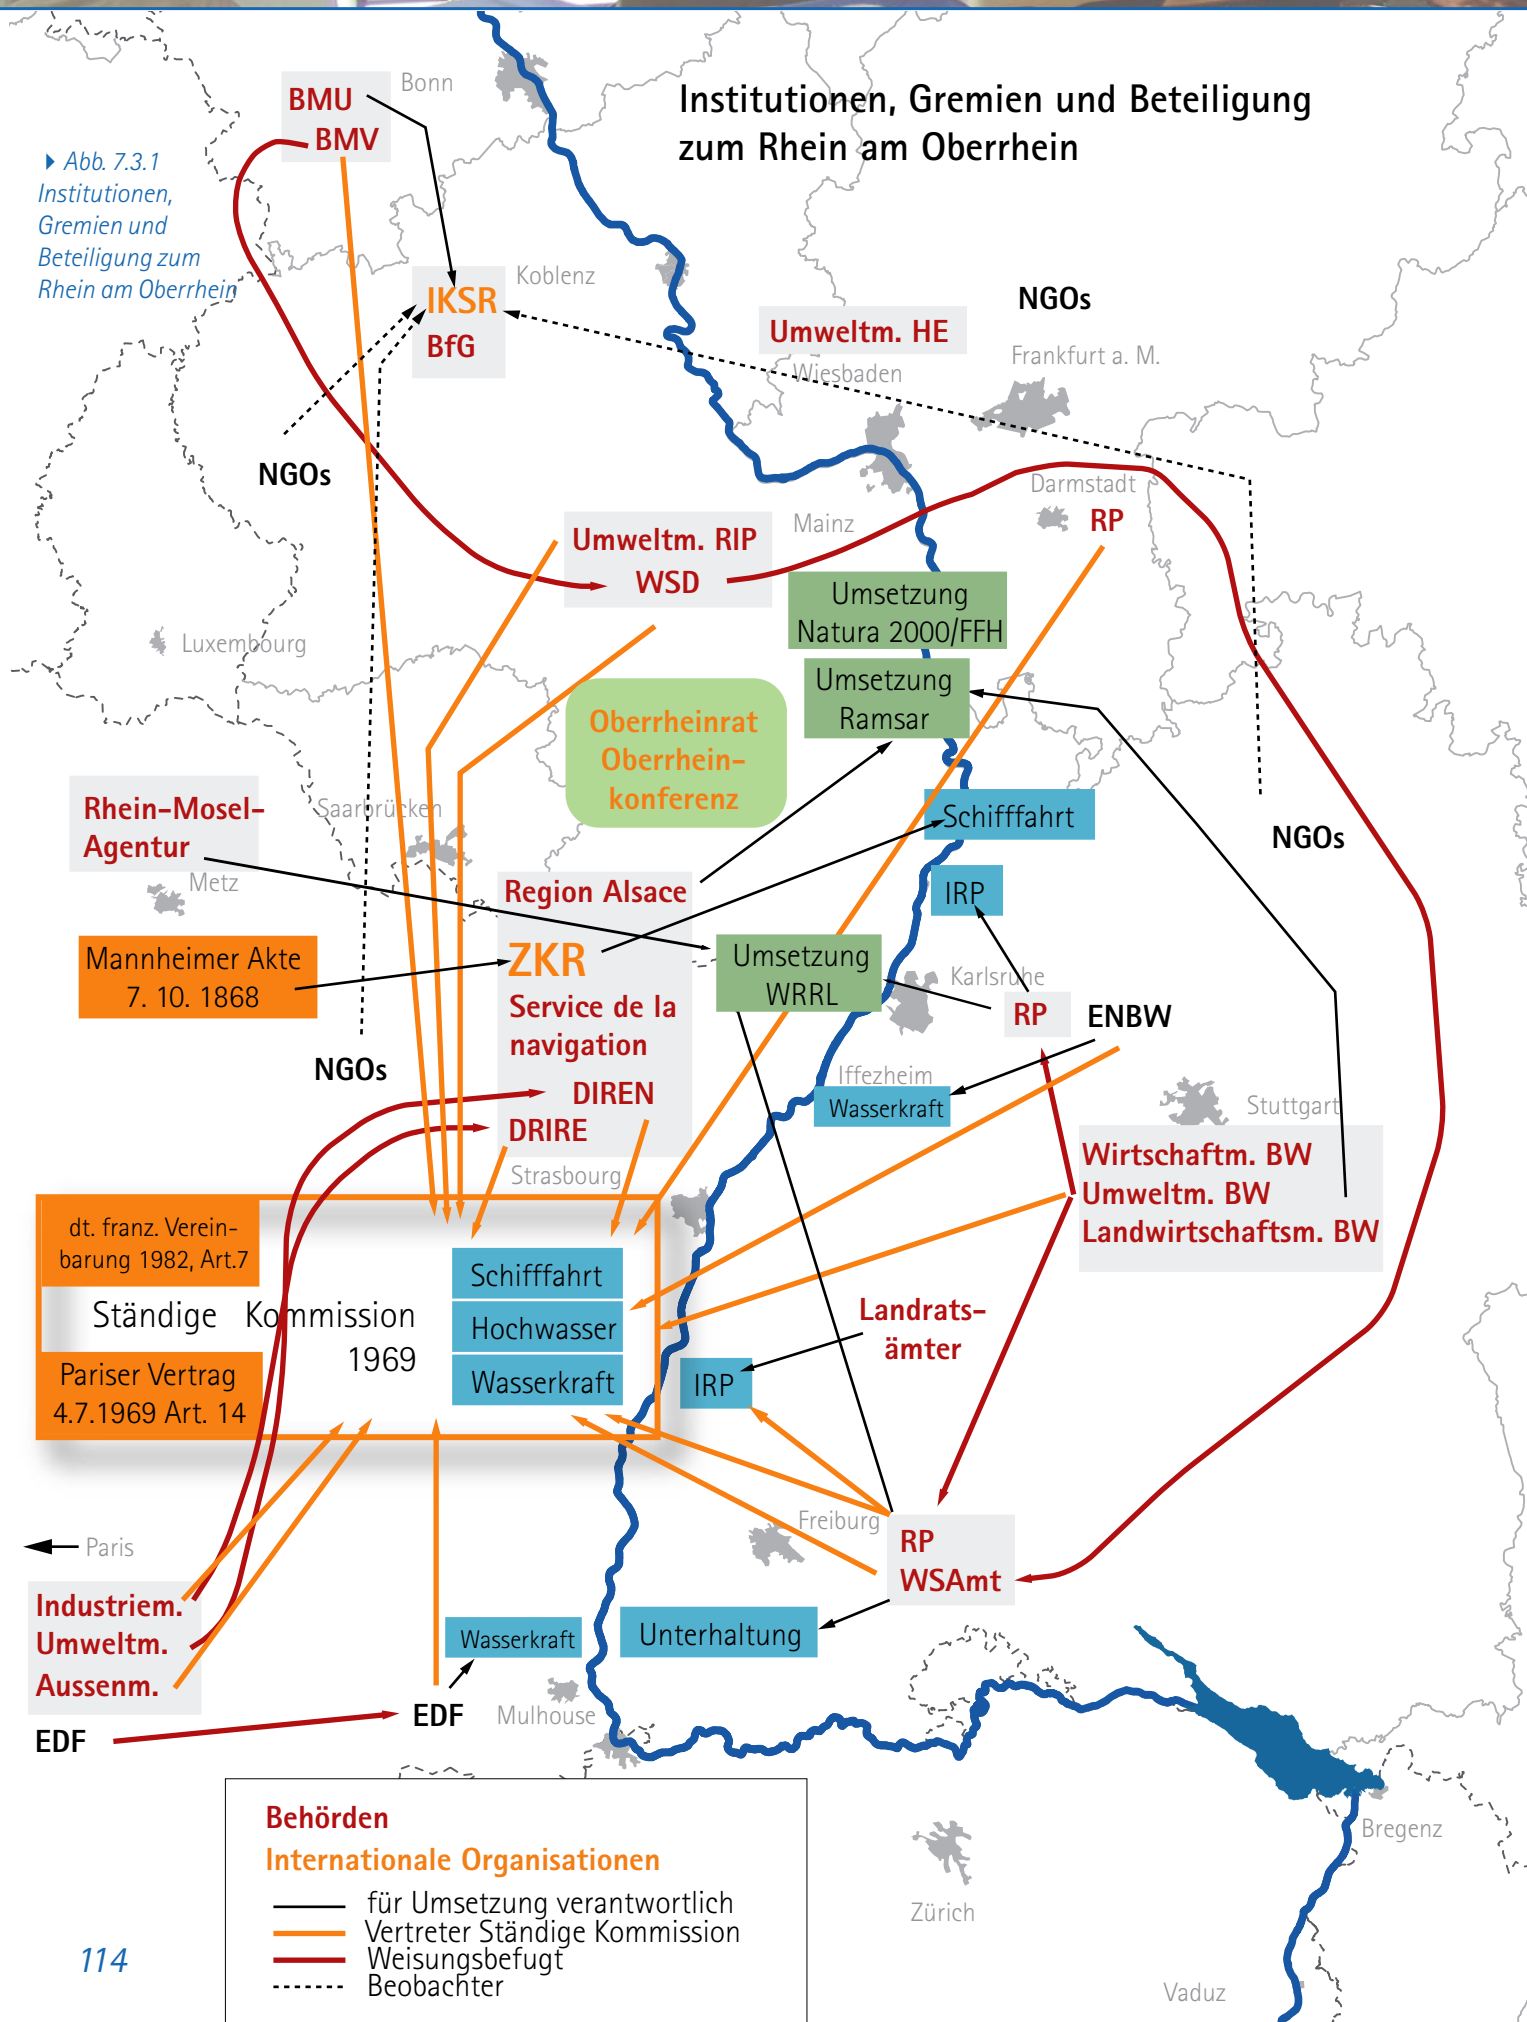 Institutionen, Gremien und Beteiligung
zum Rhein am Oberrhein
Bonn
BMU
BMV
▸ Abb. 7.3.1
Institutionen,
Gremien und
Beteiligung zum
Rhein am Oberrhein
Koblenz
IKSR
BfG
NGOs
Umweltm. HE
Wiesbaden
Frankfurt a. M.
NGOs
Darmstadt
RP
Mainz
Umweltm. RIP
WSD
Umsetzung
Natura 2000/FFH
Umsetzung
Ramsar
Luxembourg
Oberrheinrat
Oberrhein-
konferenz
Rhein-Mosel-
Agentur
Saarbrücken
Metz
Schifffahrt
NGOs
IRP
Region Alsace
ZKR
Service de la
navigation
DIREN
DRIRE
Strasbourg
Mannheimer Akte
7. 10. 1868
NGOs
Umsetzung
WRRL
Karlsruhe
RP
ENBW
Iffezheim
Wasserkraft
Stuttgart
Wirtschaftm. BW
Umweltm. BW
Landwirtschaftsm. BW
dt. franz. Verein-
barung 1982, Art.7
Ständige Kommission
1969
Pariser Vertrag
4.7.1969 Art. 14
Schifffahrt
Hochwasser
Wasserkraft
Landrats-
ämter
IRP
Freiburg
RP
WSAmt
Paris
Industriem.
Umweltm.
Aussenm.
EDF
EDF
Wasserkraft
Unterhaltung
Mulhouse
Bregenz
Zürich
Vaduz
Behörden
Internationale Organisationen
für Umsetzung verantwortlich
Vertreter Ständige Kommission
Weisungsbefugt
Beobachter
114